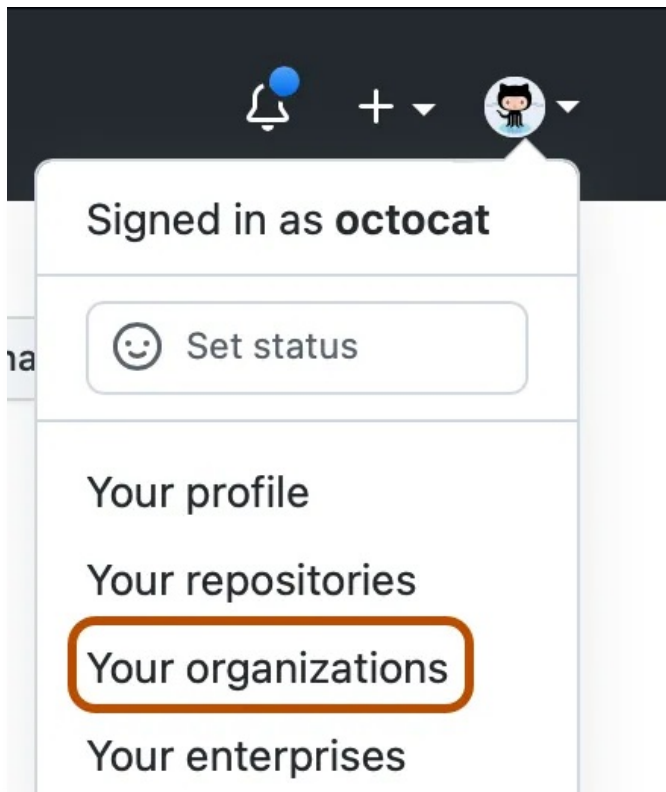 Signed in as octocat
Set status
Your profile
Your repositories
Your organizations
Your enterprises